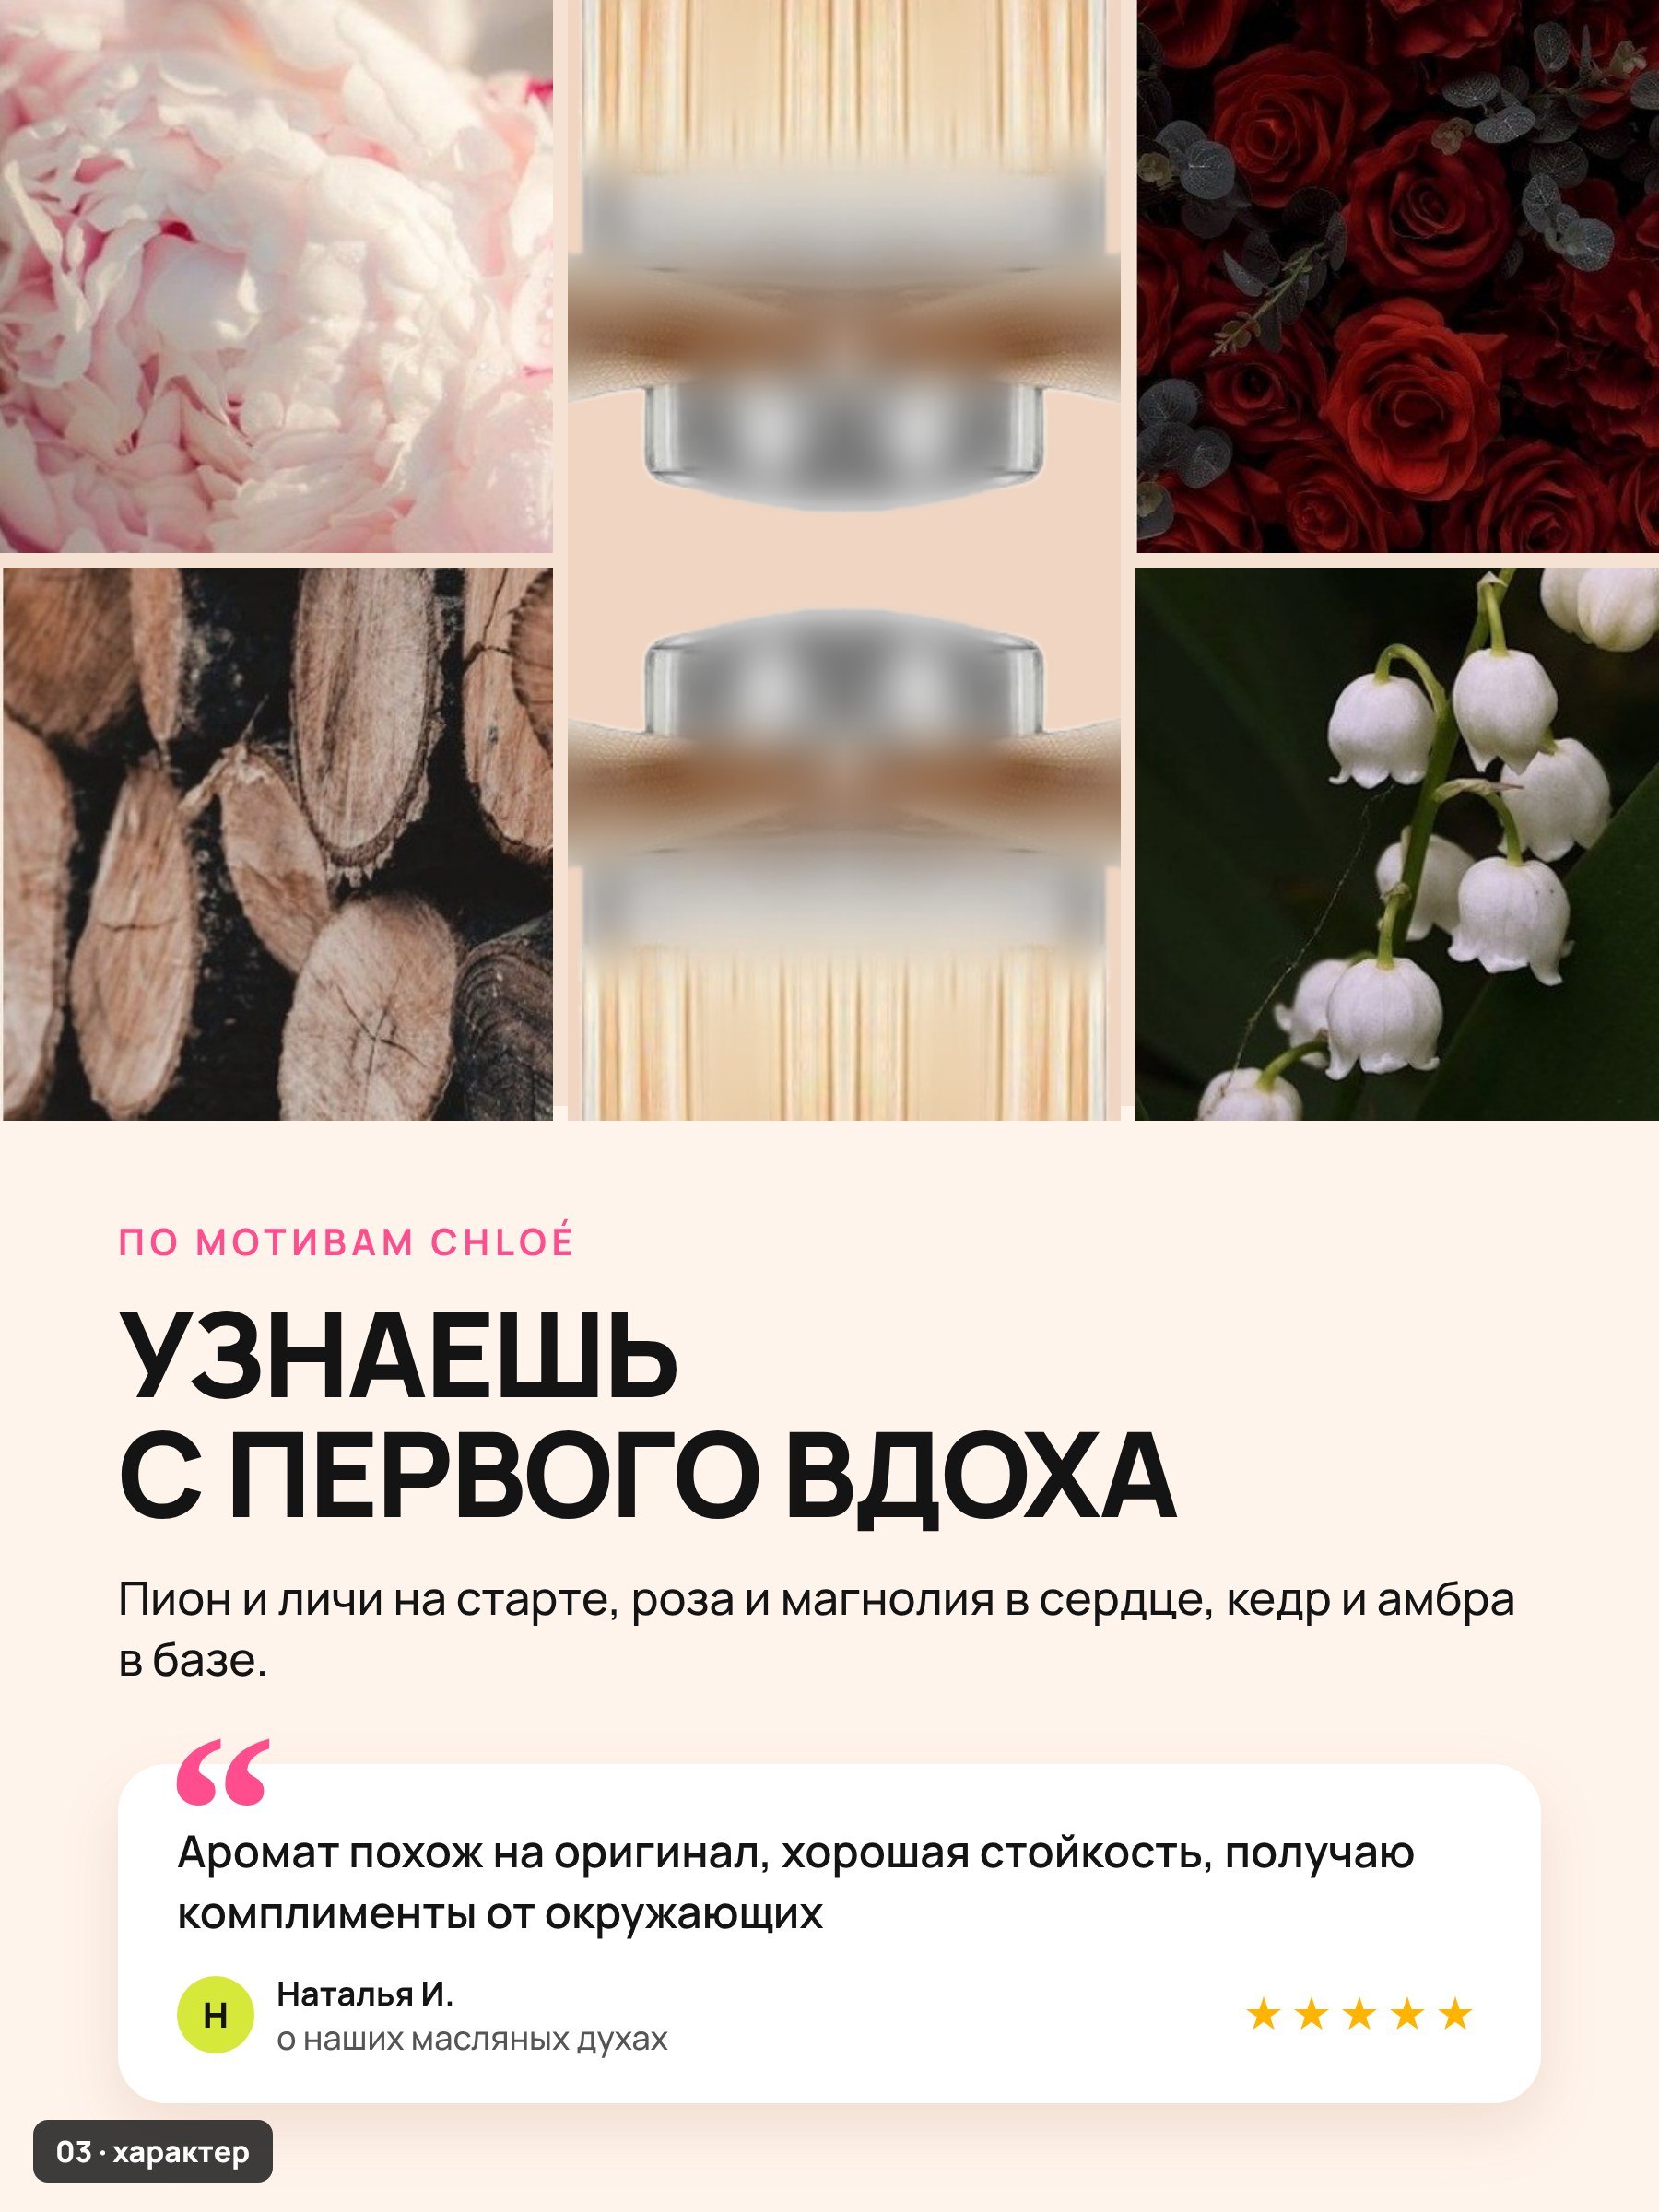 ПО МОТИВАМ CHLOÉ
УЗНАЕШЬ
С ПЕРВОГО ВДОХА
Пион и личи на старте, роза и магнолия в сердце, кедр и амбра
в базе.
“
Аромат похож на оригинал, хорошая стойкость, получаю
комплименты от окружающих
Н
Наталья И.
о наших масляных духах
★★★★★
03 · характер